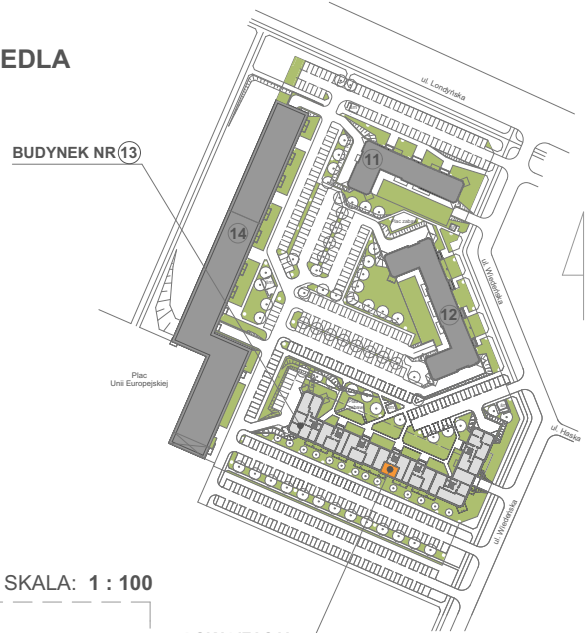 EDLA
ul. Londyńska
BUDYNEK NR 13
11
14
ul. Wiedeńska
12
Plac
Unii Europejskiej
ul. Haska
ul. Wiedeńska
SKALA: 1 : 100